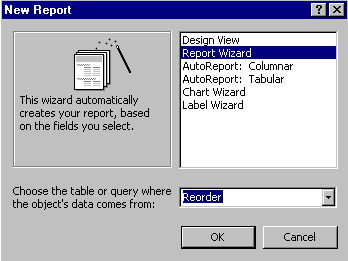 New Report
Design View
Report Wizard
AutoReport: Columnar
AutoReport: Tabular
Chart Wizard
Label Wizard
This wizard automatically
creates your report, based
on the fields you select.
Choose the table or query where
the object's data comes from:
Reorder
OK
Cancel